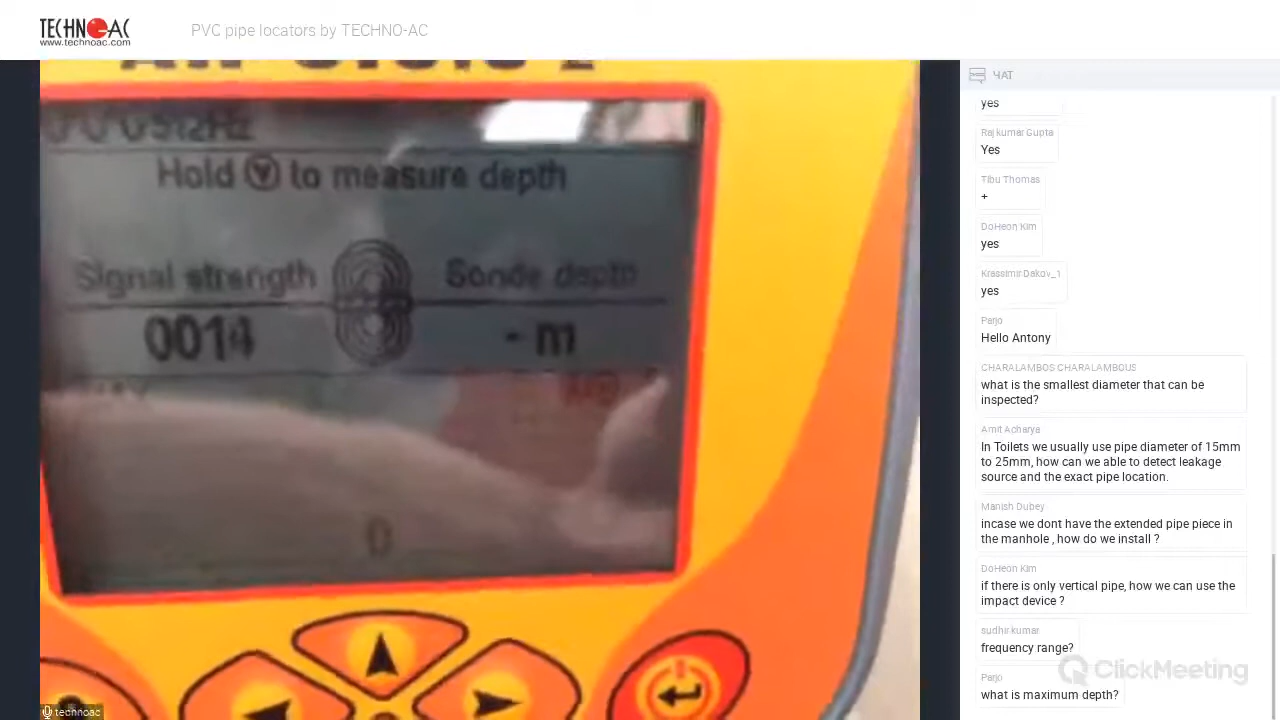 TECHNO-AC
www.technoac.com
PVC pipe locators by TECHNO-AC
512Hz
Hold to measure depth
Signal strength
Sonde depth
0014
- m
0
technoac
ЧАТ
yes
Rajkumar Gupta
Yes
Tibu Thomas
+
DoHeon Kim
yes
Krassimir Dakov_1
yes
Parjo
Hello Antony
CHARALAMBOS CHARALAMBOUS
what is the smallest diameter that can be
inspected?
Amit Acharya
In Toilets we usually use pipe diameter of 15mm
to 25mm, how can we able to detect leakage
source and the exact pipe location.
Manish Dubey
incase we dont have the extended pipe piece in
the manhole , how do we install ?
DoHeon Kim
if there is only vertical pipe, how we can use the
impact device ?
sudhir kumar
frequency range?
Parjo
what is maximum depth?
ClickMeeting